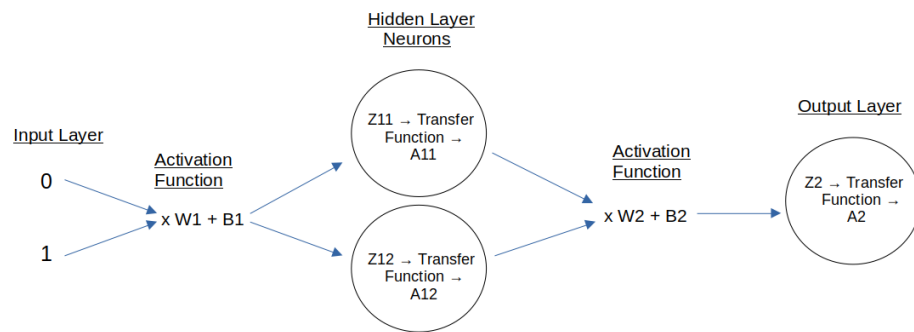 Input Layer
0
1
Activation
Function
x W1 + B1
Hidden Layer
Neurons
Z11 → Transfer
Function →
A11
Z12 → Transfer
Function →
A12
Activation
Function
x W2 + B2
Output Layer
Z2 → Transfer
Function →
A2